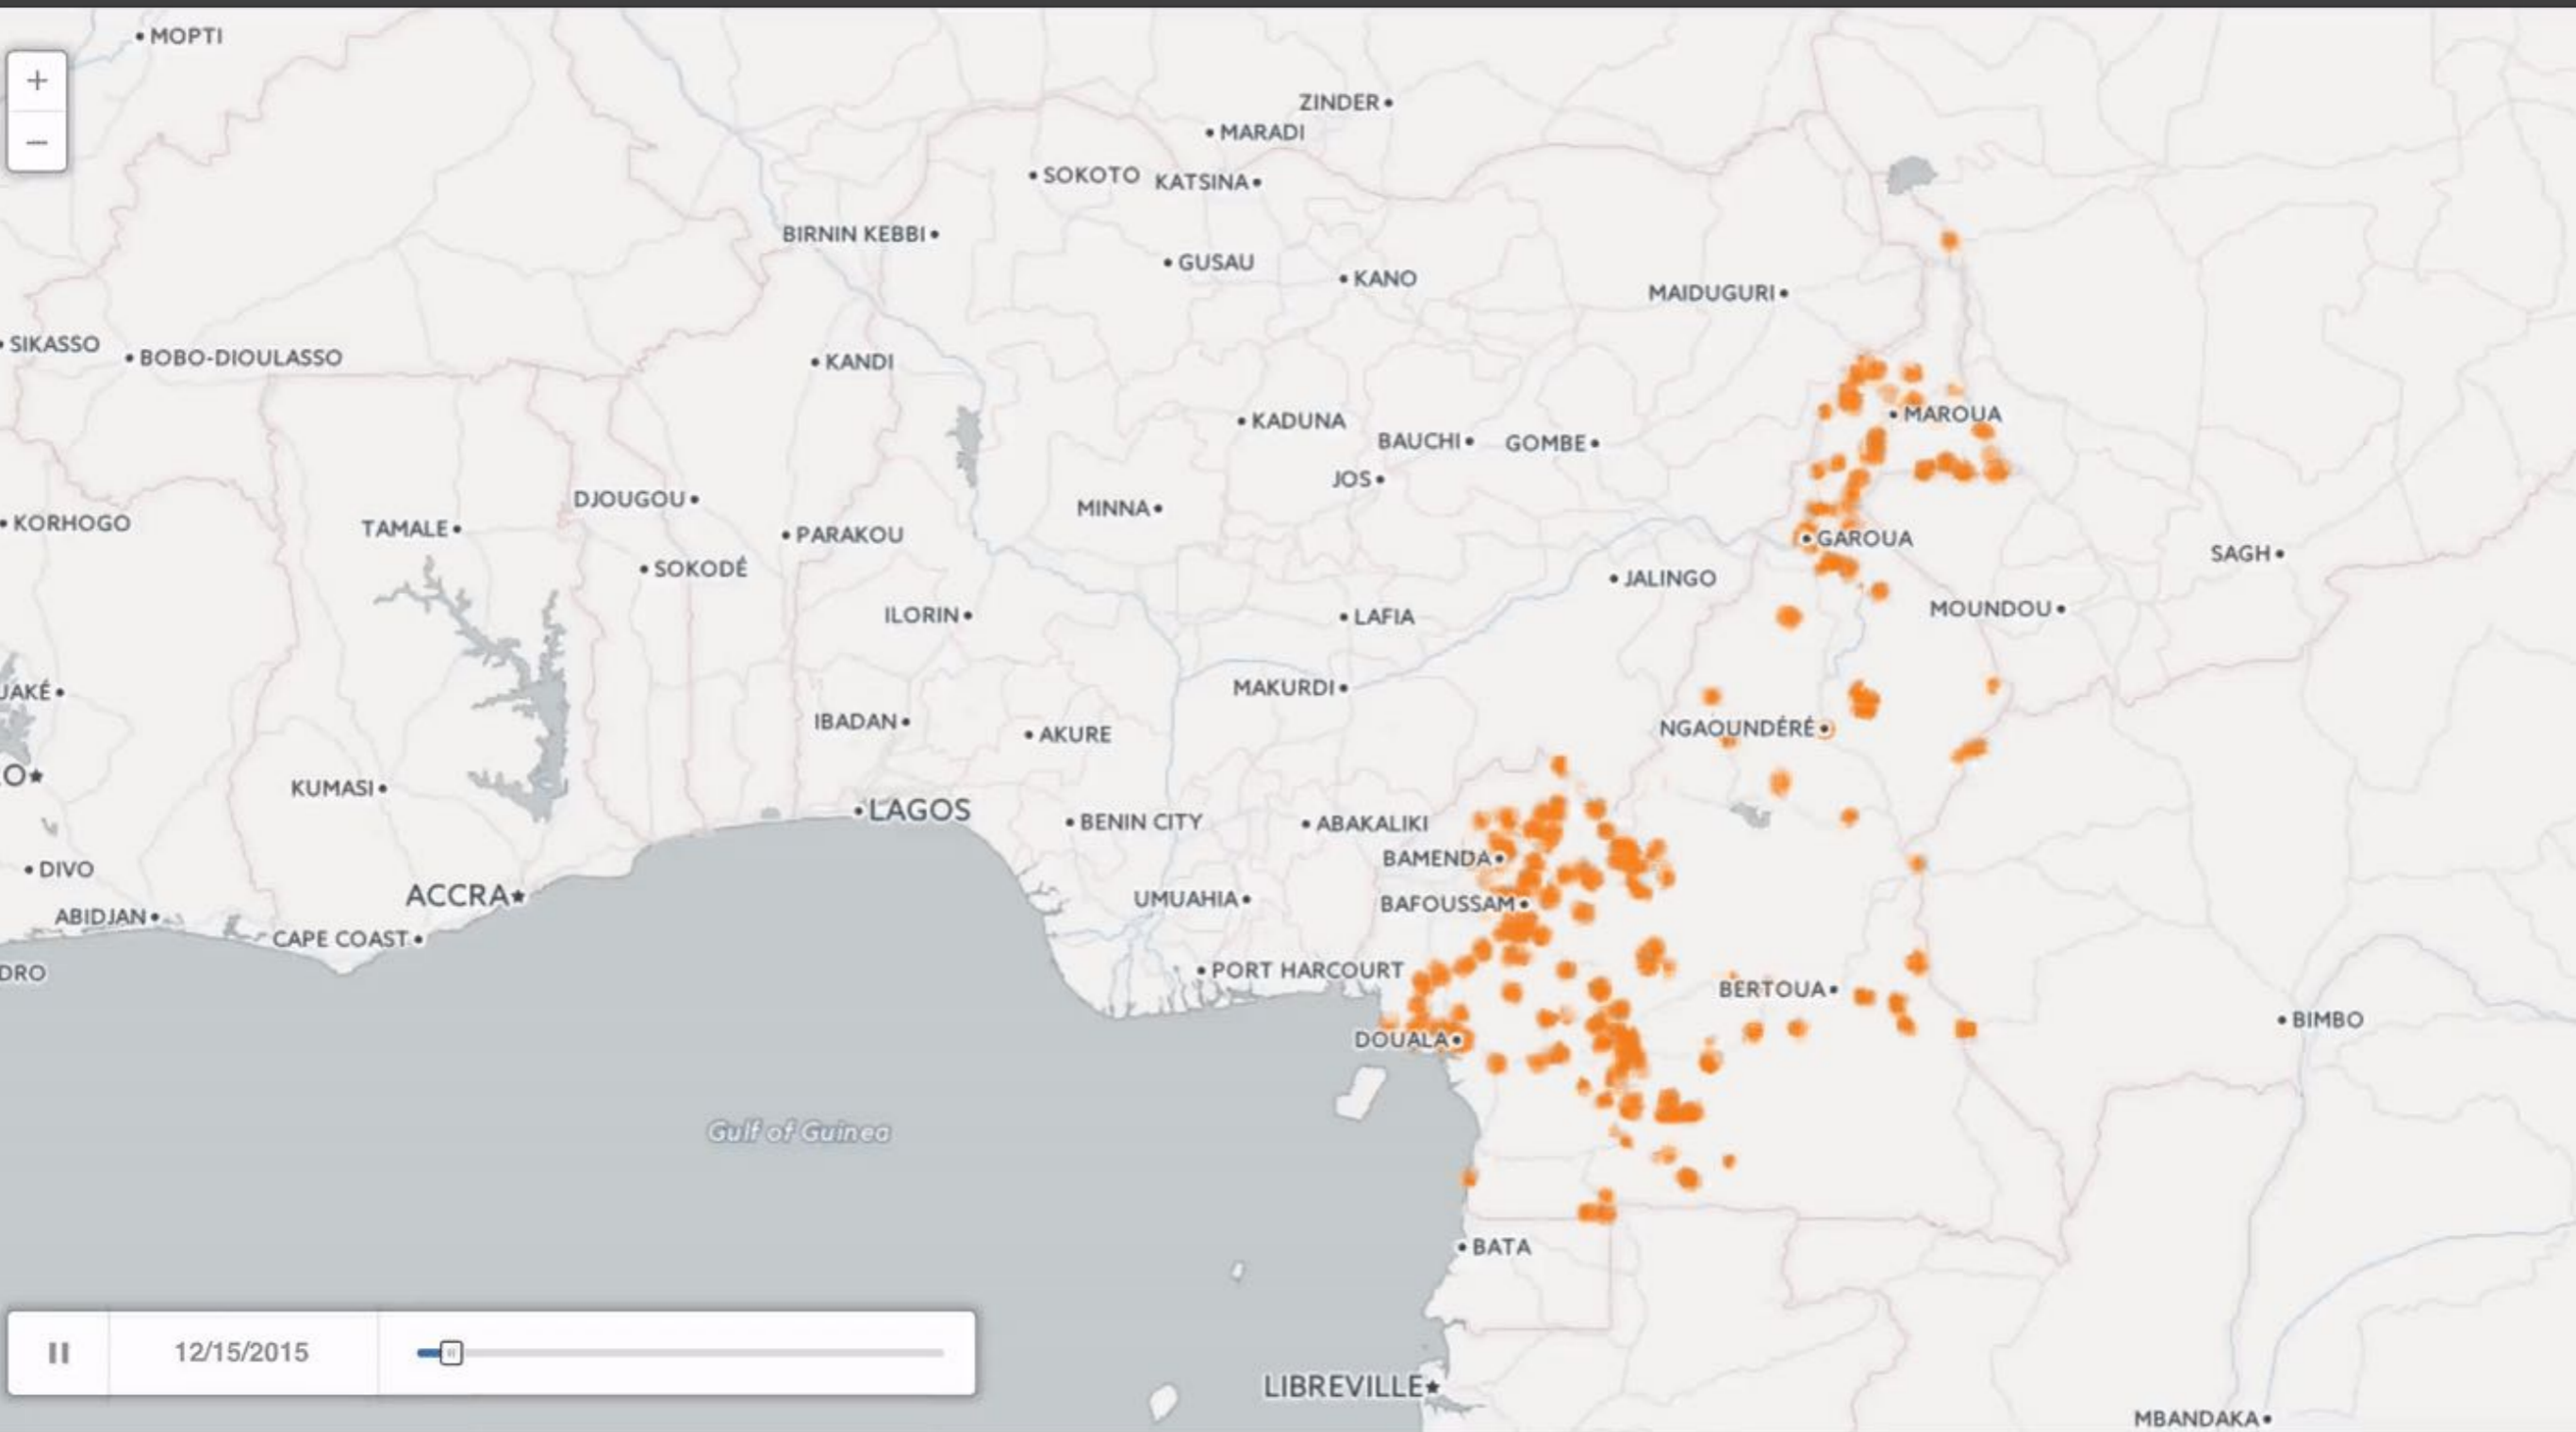 MOPTI
+
−
ZINDER
MARADI
SOKOTO
KATSINA
BIRNIN KEBBI
GUSAU
KANO
MAIDUGURI
SIKASSO
BOBO-DIOULASSO
KANDI
MAROUA
KADUNA
BAUCHI
GOMBE
JOS
DJOUGOU
MINNA
KORHOGO
TAMALE
PARAKOU
GAROUA
SAGH
SOKODÉ
JALINGO
MOUNDOU
ILORIN
LAFIA
MAKURDI
UAKÉ
IBADAN
AKURE
NGAOUNDÉRÉ
O
KUMASI
LAGOS
BENIN CITY
ABAKALIKI
BAMENDA
DIVO
ACCRA
UMUAHIA
BAFOUSSAM
ABIDJAN
CAPE COAST
DRO
PORT HARCOURT
BERTOUA
BIMBO
DOUALA
Gulf of Guinea
BATA
12/15/2015
LIBREVILLE
MBANDAKA